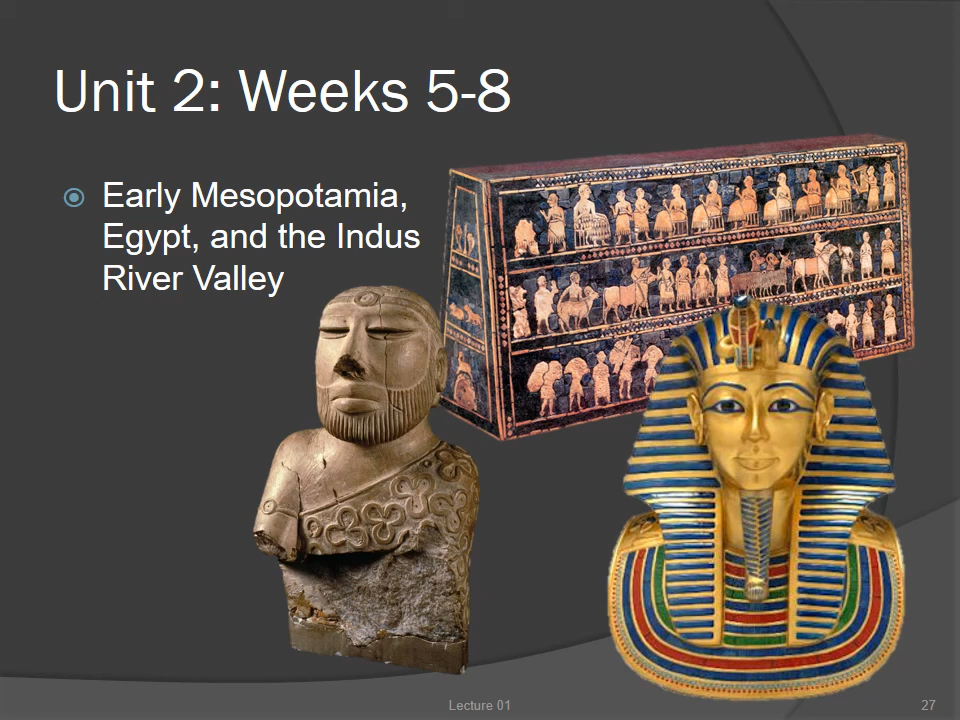 Unit 2: Weeks 5-8
Early Mesopotamia,
Egypt, and the Indus
River Valley
Lecture 01
27